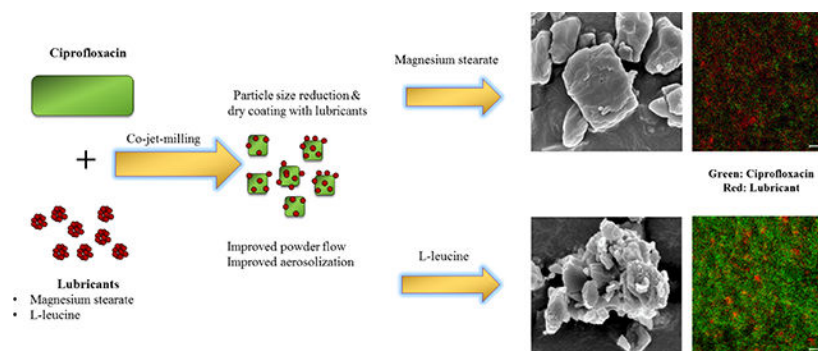 Ciprofloxacin
+
Co-jet-milling
Lubricants
• Magnesium stearate
• L-leucine
Particle size reduction &
dry coating with lubricants
Improved powder flow
Improved aerosolization
Magnesium stearate
L-leucine
Green: Ciprofloxacin
Red: Lubricant